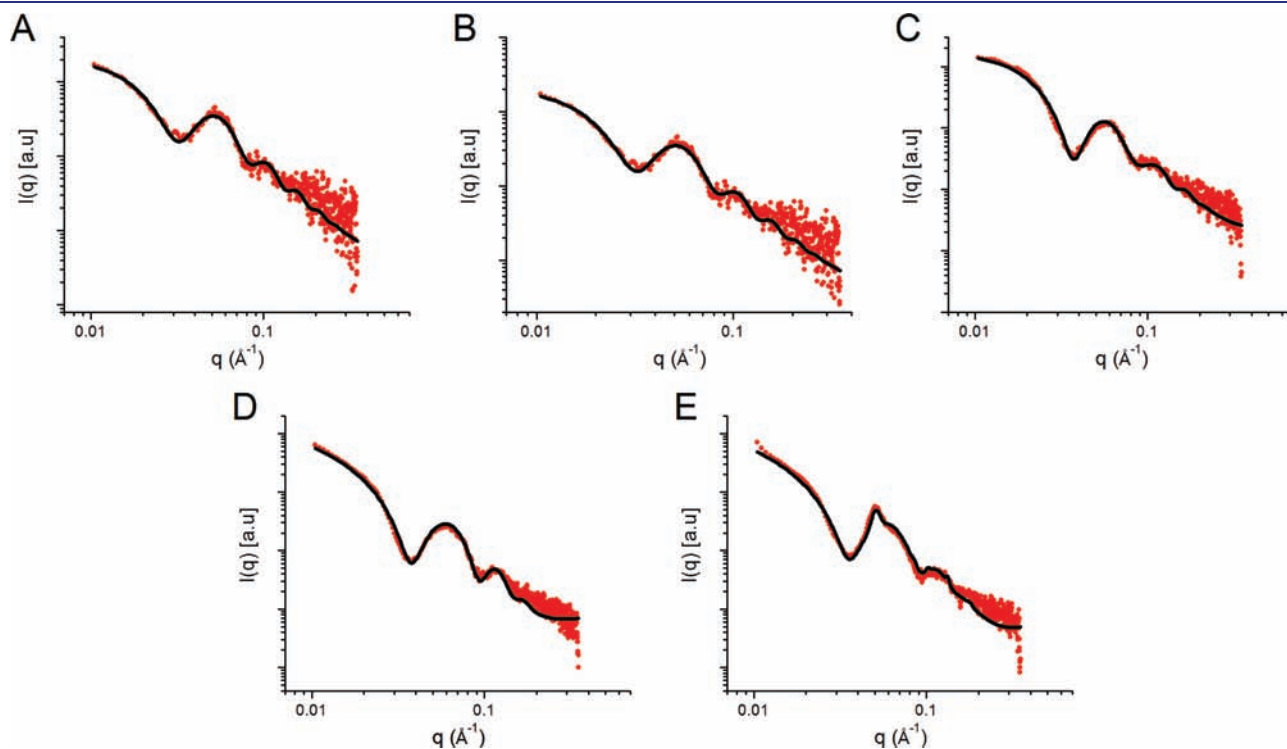 A
B
C
I(q) [a.u]
I(q) [a.u]
I(q) [a.u]
0.01
0.1
0.01
0.1
0.01
0.1
q (Å⁻¹)
q (Å⁻¹)
q (Å⁻¹)
D
E
I(q) [a.u]
I(q) [a.u]
0.01
0.1
0.01
0.1
q (Å⁻¹)
q (Å⁻¹)